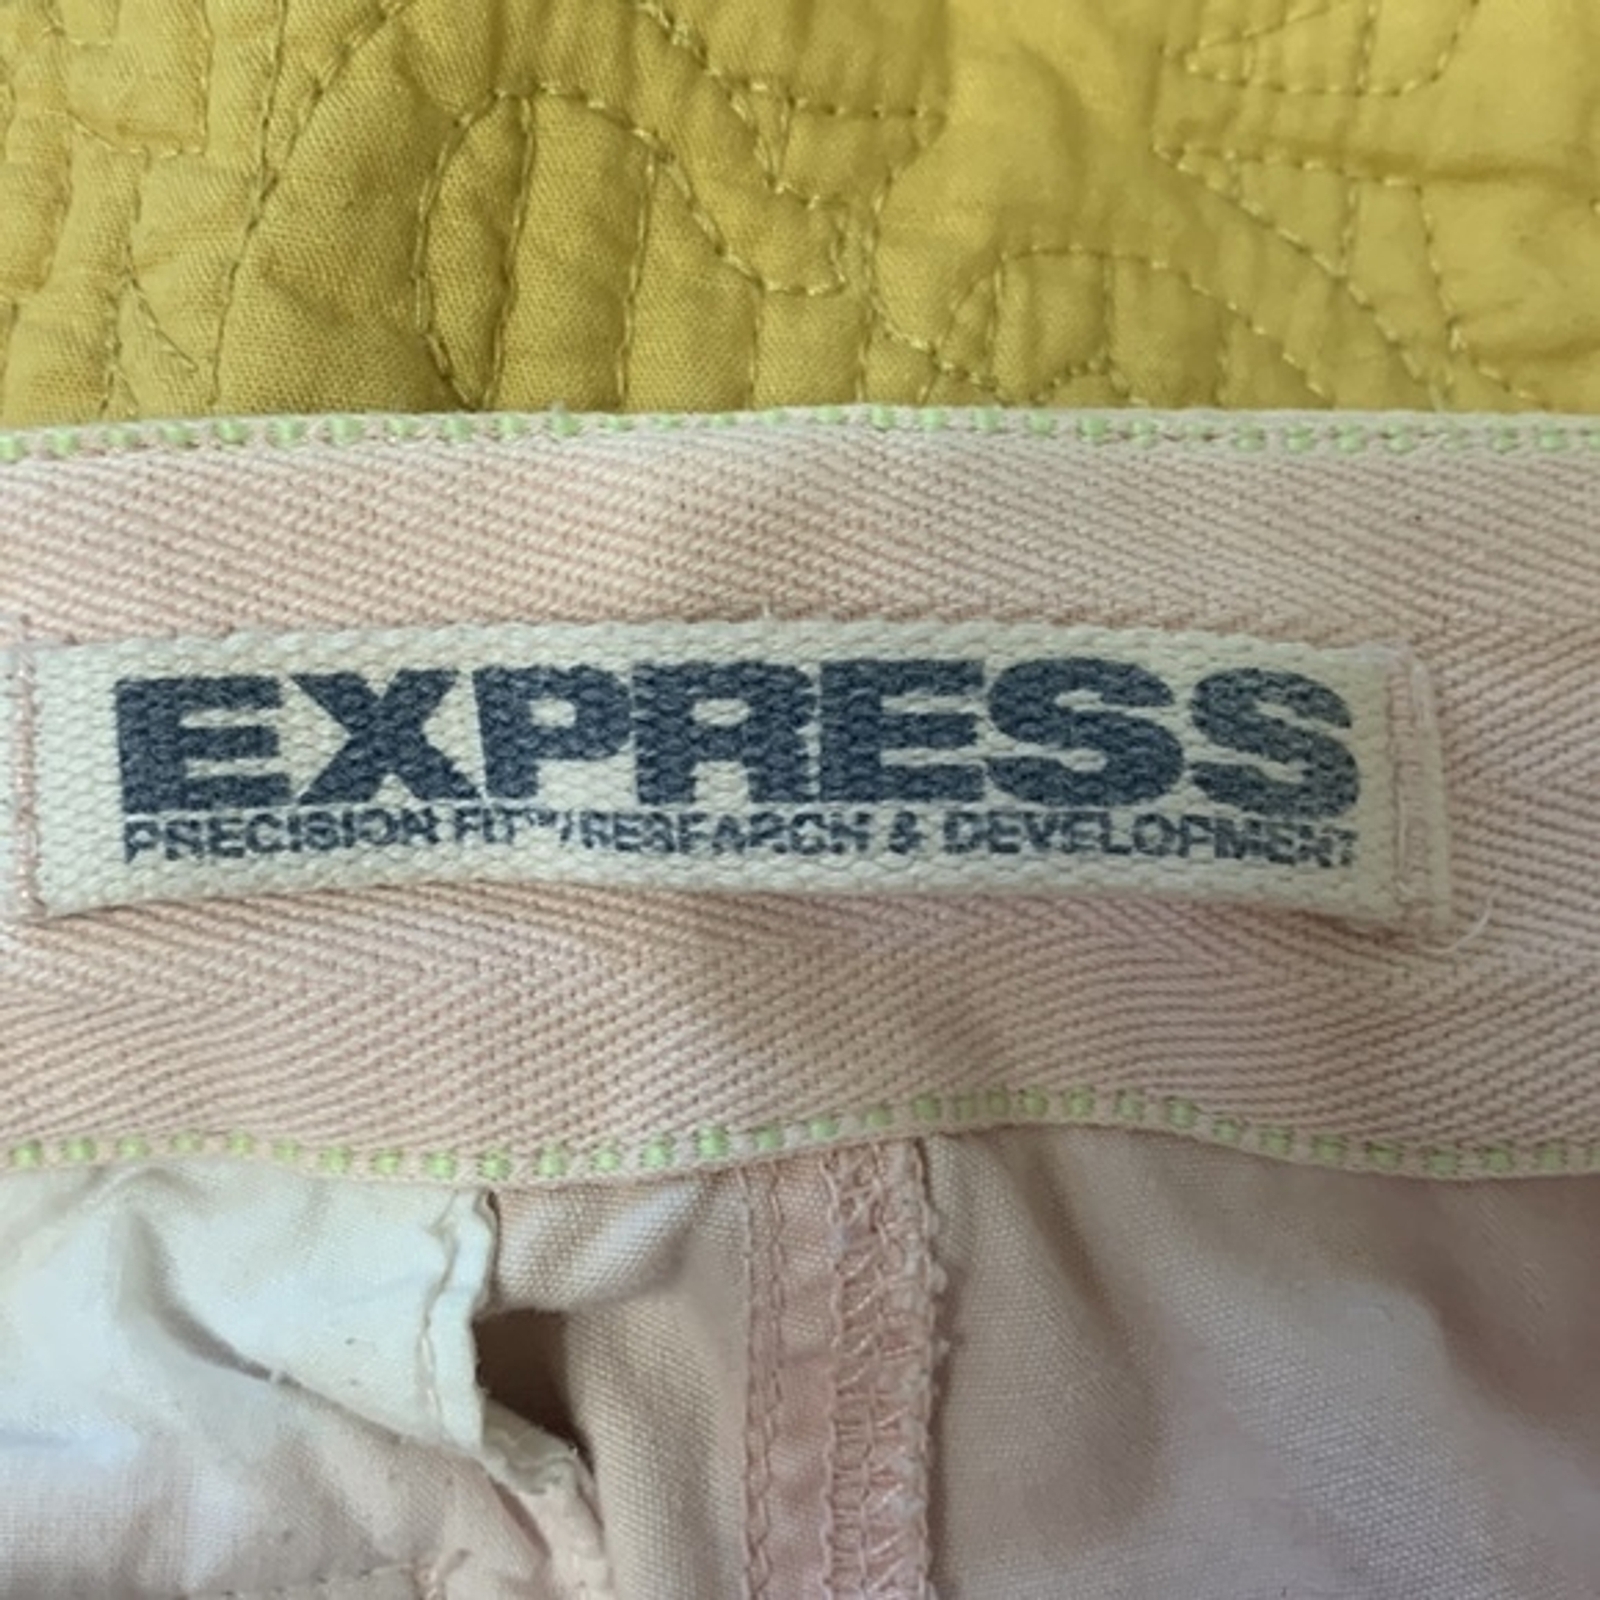 EXPRESS
PRECISION FIT™/RESEARCH & DEVELOPMENT